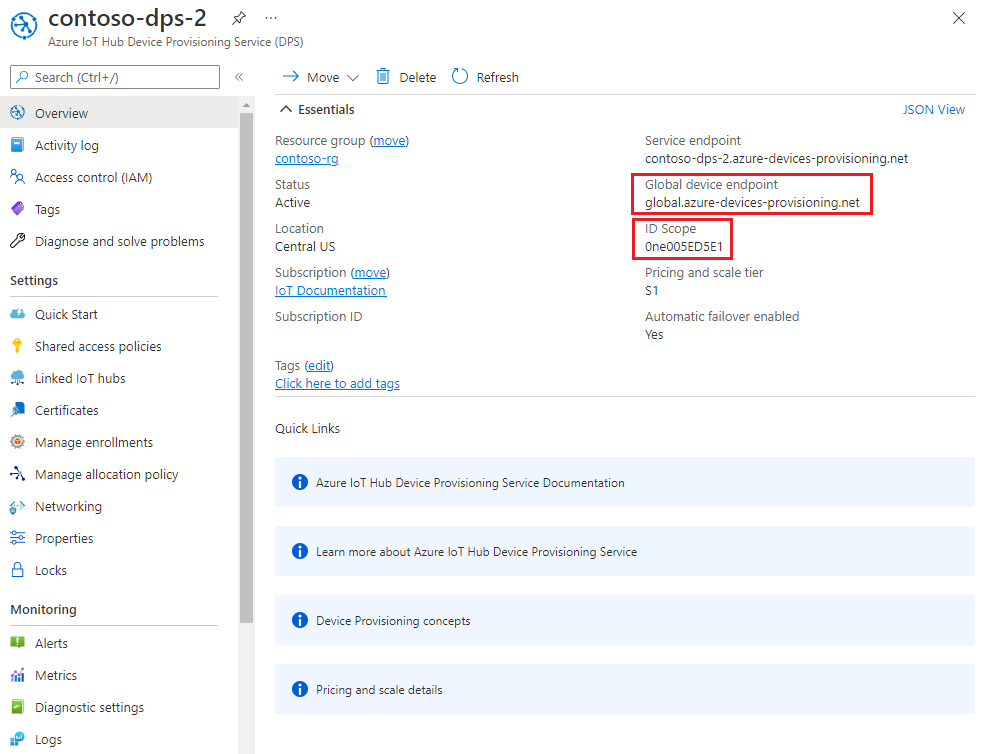 contoso-dps-2
...
Azure IoT Hub Device Provisioning Service (DPS)
Search (Ctrl+/)
«
Overview
Activity log
Access control (IAM)
Tags
Diagnose and solve problems
Settings
Quick Start
Shared access policies
Linked IoT hubs
Certificates
Manage enrollments
Manage allocation policy
Networking
Properties
Locks
Monitoring
Alerts
Metrics
Diagnostic settings
Logs
Move
Delete
Refresh
Essentials
JSON View
Resource group (move)
contoso-rg
Status
Active
Location
Central US
Subscription (move)
IoT Documentation
Subscription ID
Service endpoint
contoso-dps-2.azure-devices-provisioning.net
Global device endpoint
global.azure-devices-provisioning.net
ID Scope
0ne005ED5E1
Pricing and scale tier
S1
Automatic failover enabled
Yes
Tags (edit)
Click here to add tags
Quick Links
Azure IoT Hub Device Provisioning Service Documentation
Learn more about Azure IoT Hub Device Provisioning Service
Device Provisioning concepts
Pricing and scale details